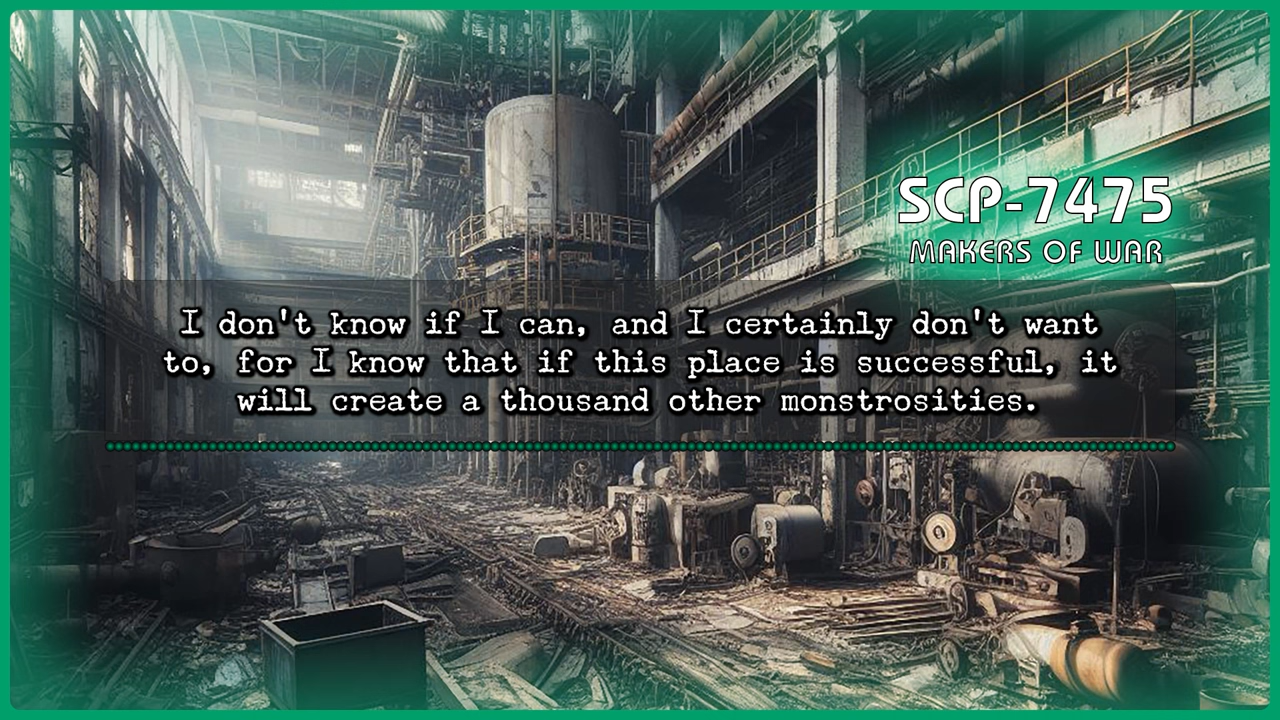 SCP-7475
MAKERS OF WAR
I don't know if I can, and I certainly don't want
to, for I know that if this place is successful, it
will create a thousand other monstrosities.